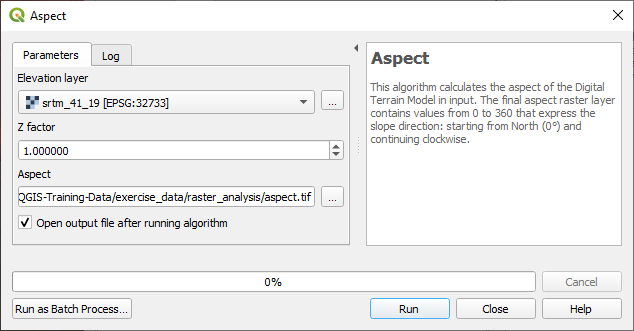 Aspect
Parameters
Log
Elevation layer
srtm_41_19 [EPSG:32733]
...
Z factor
1.000000
Aspect
QGIS-Training-Data/exercise_data/raster_analysis/aspect.tif
...
Open output file after running algorithm
Aspect
This algorithm calculates the aspect of the Digital
Terrain Model in input. The final aspect raster layer
contains values from 0 to 360 that express the
slope direction: starting from North (0°) and
continuing clockwise.
0%
Cancel
Run as Batch Process...
Run
Close
Help